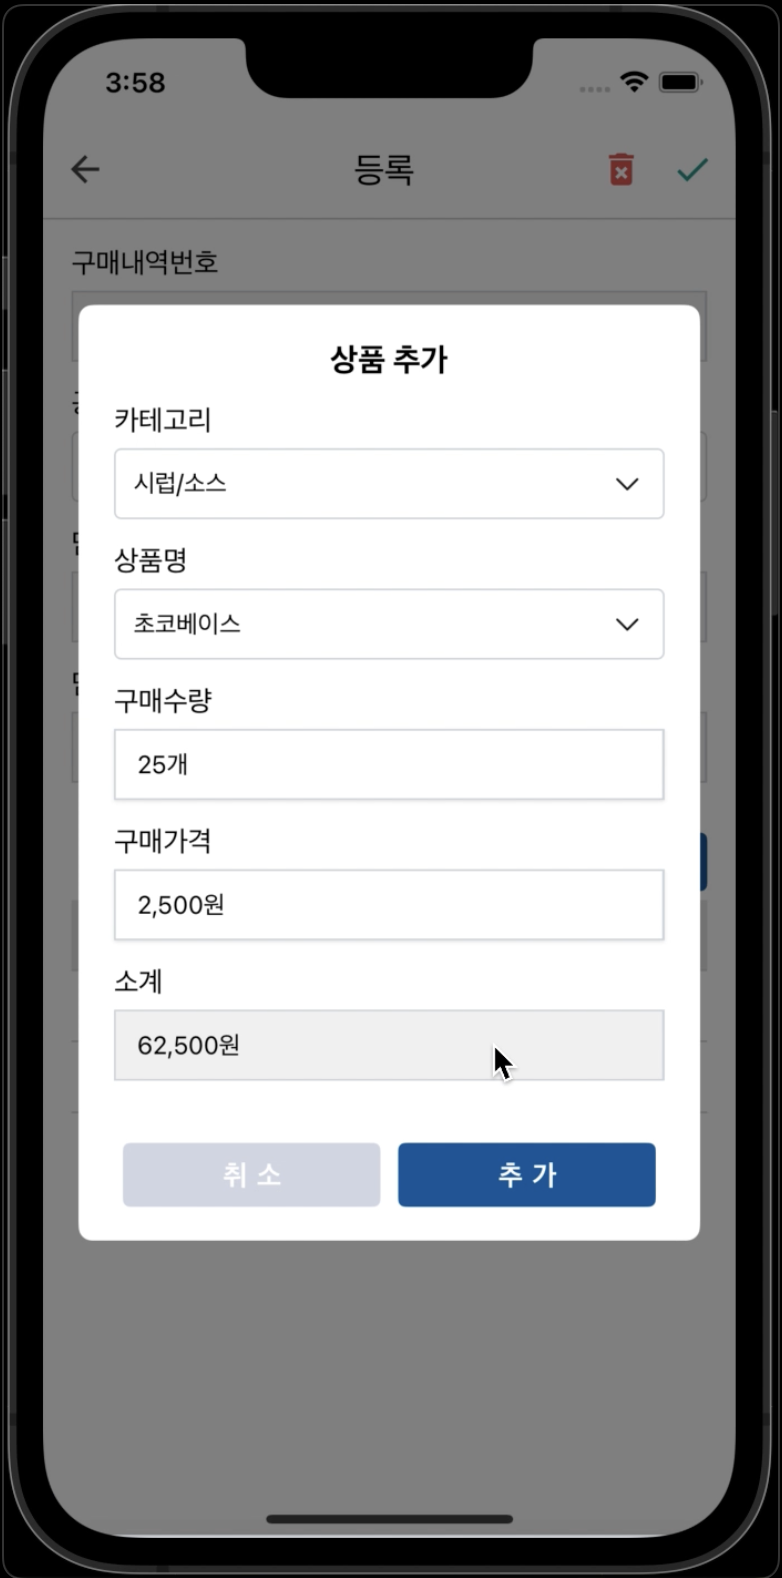 3:58
등록
구매내역번호
상품 추가
카테고리
시럽/소스
상품명
초코베이스
구매수량
25개
구매가격
2,500원
소계
62,500원
취 소
추 가